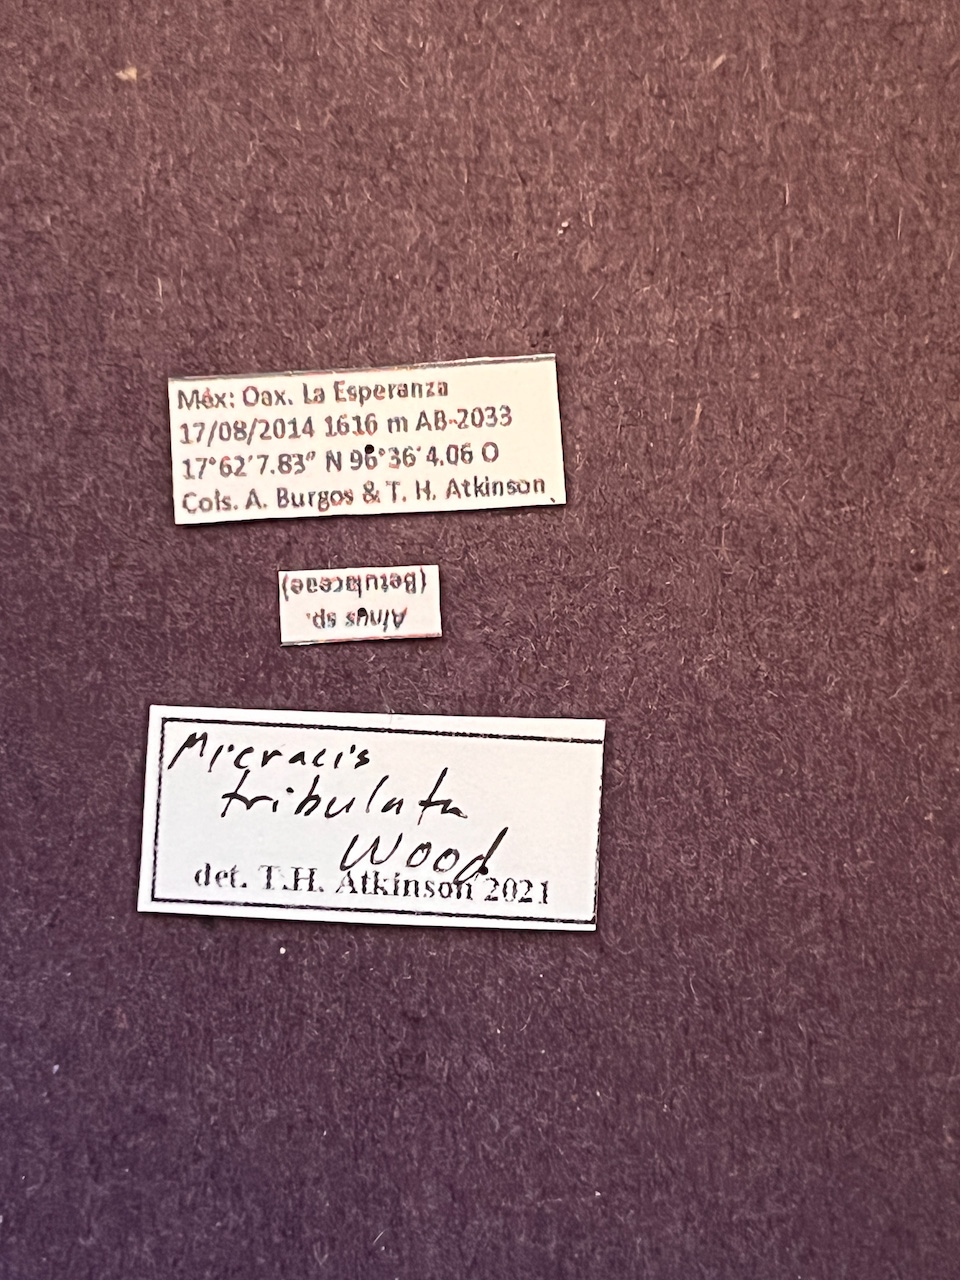 Méx: Oax. La Esperanza
17/08/2014 1616 m AB-2033
17°62'7.83" N 96°36'4.06 O
Cols. A. Burgos & T. H. Atkinson
Alnus sp.
(Betulaceae)
Micracis
tribulata
Wood
det. T.H. Atkinson 2021